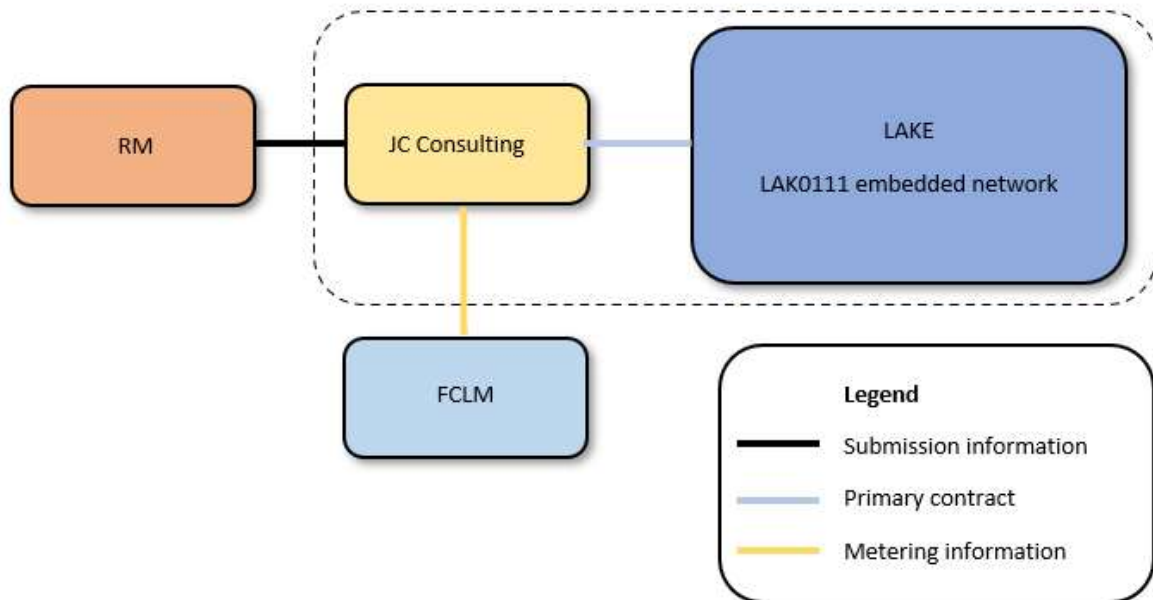 RM
JC Consulting
LAKE
LAK0111 embedded network
FCLM
Legend
Submission information
Primary contract
Metering information